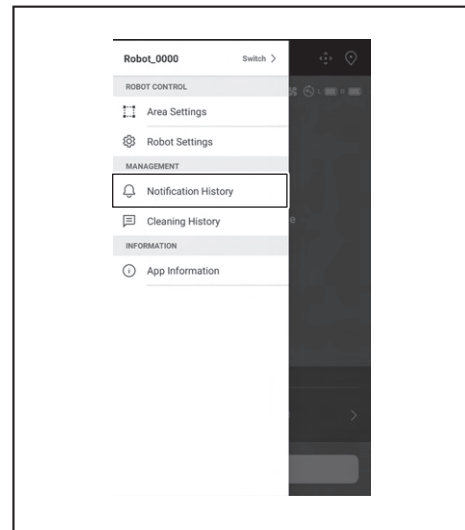 Robot_0000 Switch >
ROBOT CONTROL
Area Settings
Robot Settings
MANAGEMENT
Notification History
Cleaning History
INFORMATION
App Information